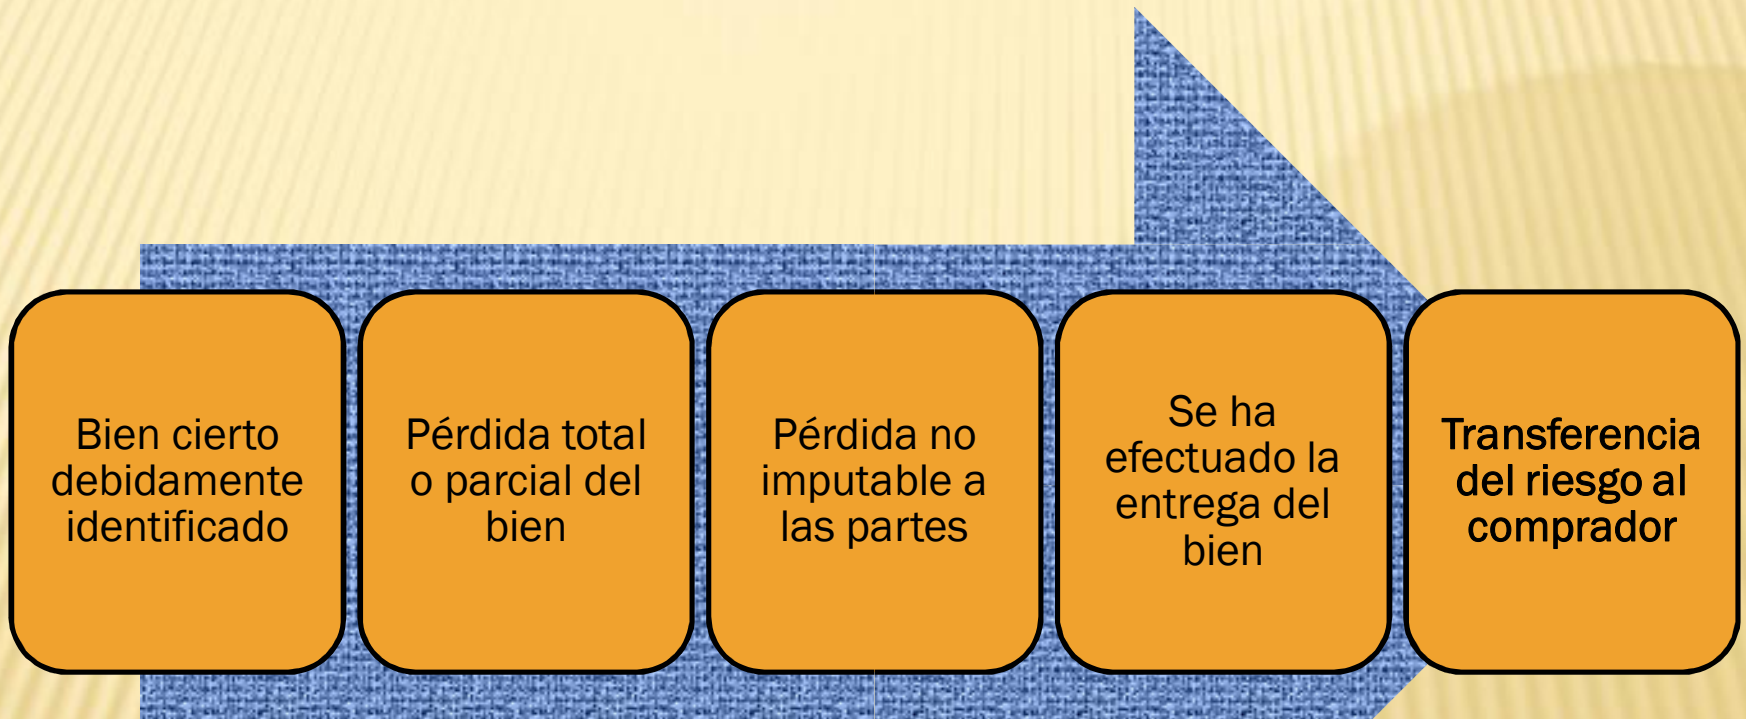 Bien cierto
debidamente
identificado
Pérdida total
o parcial del
bien
Pérdida no
imputable a
las partes
Se ha
efectuado la
entrega del
bien
Transferencia
del riesgo al
comprador